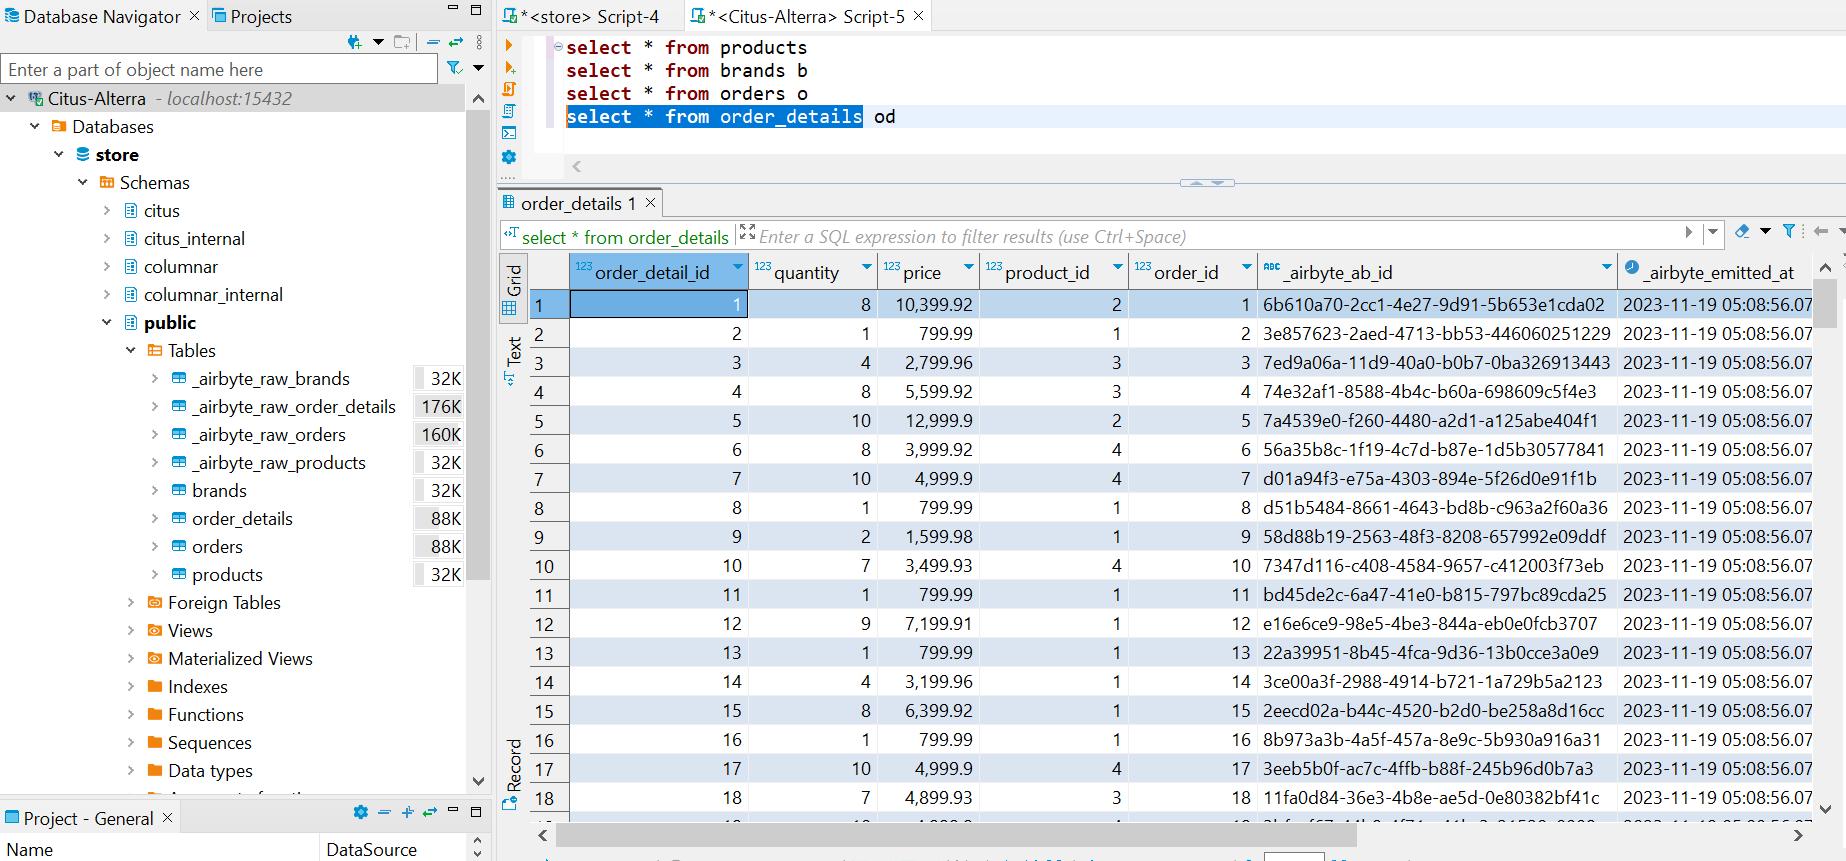 Database Navigator
Projects
*<store> Script-4
*<Citus-Alterra> Script-5
Enter a part of object name here
Citus-Alterra - localhost:15432
Databases
store
Schemas
citus
citus_internal
columnar
columnar_internal
public
Tables
_airbyte_raw_brands 32K
_airbyte_raw_order_details 176K
_airbyte_raw_orders 160K
_airbyte_raw_products 32K
brands 32K
order_details 88K
orders 88K
products 32K
Foreign Tables
Views
Materialized Views
Indexes
Functions
Sequences
Data types
Project - General
Name DataSource
select * from products
select * from brands b
select * from orders o
select * from order_details od
order_details 1
select * from order_details Enter a SQL expression to filter results (use Ctrl+Space)
Grid
Text
Record
123 order_detail_id 123 quantity 123 price 123 product_id 123 order_id ABC _airbyte_ab_id _airbyte_emitted_at
1 1 8 10,399.92 2 1 6b610a70-2cc1-4e27-9d91-5b653e1cda02 2023-11-19 05:08:56.07
2 2 1 799.99 1 2 3e857623-2aed-4713-bb53-446060251229 2023-11-19 05:08:56.07
3 3 4 2,799.96 3 3 7ed9a06a-11d9-40a0-b0b7-0ba326913443 2023-11-19 05:08:56.07
4 4 8 5,599.92 3 4 74e32af1-8588-4b4c-b60a-698609c5f4e3 2023-11-19 05:08:56.07
5 5 10 12,999.9 2 5 7a4539e0-f260-4480-a2d1-a125abe404f1 2023-11-19 05:08:56.07
6 6 8 3,999.92 4 6 56a35b8c-1f19-4c7d-b87e-1d5b30577841 2023-11-19 05:08:56.07
7 7 10 4,999.9 4 7 d01a94f3-e75a-4303-894e-5f26d0e91f1b 2023-11-19 05:08:56.07
8 8 1 799.99 1 8 d51b5484-8661-4643-bd8b-c963a2f60a36 2023-11-19 05:08:56.07
9 9 2 1,599.98 1 9 58d88b19-2563-48f3-8208-657992e09ddf 2023-11-19 05:08:56.07
10 10 7 3,499.93 4 10 7347d116-c408-4584-9657-c412003f73eb 2023-11-19 05:08:56.07
11 11 1 799.99 1 11 bd45de2c-6a47-41e0-b815-797bc89cda25 2023-11-19 05:08:56.07
12 12 9 7,199.91 1 12 e16e6ce9-98e5-4be3-844a-eb0e0fcb3707 2023-11-19 05:08:56.07
13 13 1 799.99 1 13 22a39951-8b45-4fca-9d36-13b0cce3a0e9 2023-11-19 05:08:56.07
14 14 4 3,199.96 1 14 3ce00a3f-2988-4914-b721-1a729b5a2123 2023-11-19 05:08:56.07
15 15 8 6,399.92 1 15 2eecd02a-b44c-4520-b2d0-be258a8d16cc 2023-11-19 05:08:56.07
16 16 1 799.99 1 16 8b973a3b-4a5f-457a-8e9c-5b930a916a31 2023-11-19 05:08:56.07
17 17 10 4,999.9 4 17 3eeb5b0f-ac7c-4ffb-b88f-245b96d0b7a3 2023-11-19 05:08:56.07
18 18 7 4,899.93 3 18 11fa0d84-36e3-4b8e-ae5d-0e80382bf41c 2023-11-19 05:08:56.07